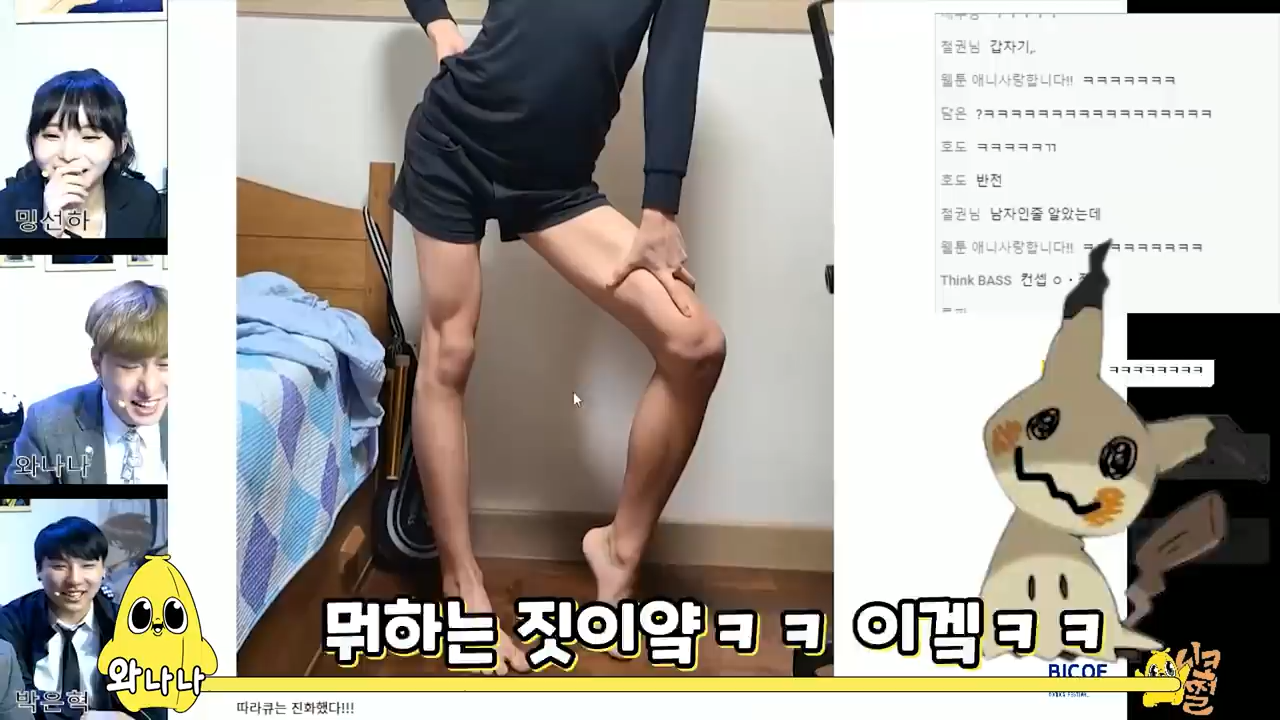 절권님 갑자기,.
웹툰 애니사랑합니다!! ㅋㅋㅋㅋㅋㅋㅋ
담은 ?ㅋㅋㅋㅋㅋㅋㅋㅋㅋㅋㅋㅋㅋㅋㅋㅋㅋ
호도 ㅋㅋㅋㅋㅋㄲ
호도 반전
절권님 남자인줄 알았는데
웹툰 애니사랑합니다!! ㅋㅋㅋㅋㅋㅋㅋㅋㅋ
Think BASS 컨셉 ㅇ
ㅋㅋㅋㅋㅋㅋㅋㅋ
밍선하
와나나
박은혁
뭐하는 짓이얔ㅋㅋ 이겤ㅋㅋ
와나나
BICOF
따라큐는 진화했다!!!